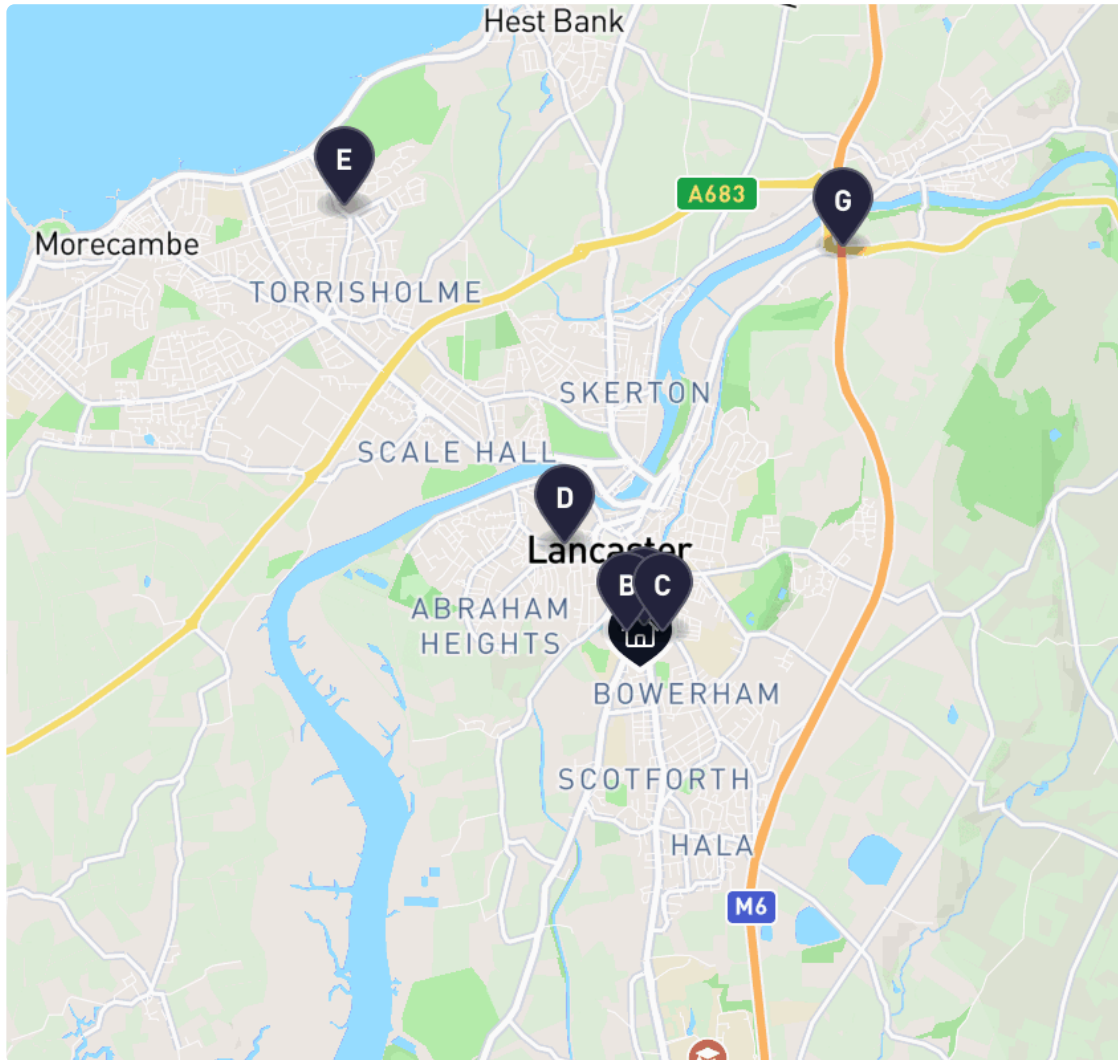 Hest Bank
E
A683
G
Morecambe
TORRISHOLME
SKERTON
SCALE HALL
D
Lancaster
B
C
ABRAHAM
HEIGHTS
BOWERHAM
SCOTFORTH
HALA
M6